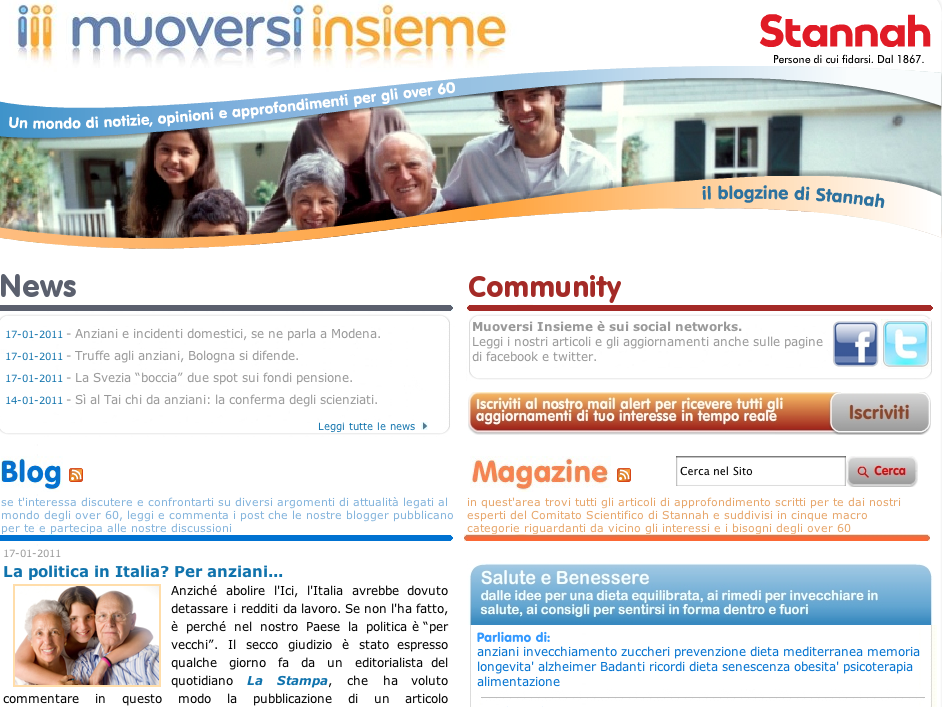 muoversi insieme
Stannah
Persone di cui fidarsi. Dal 1867.
Un mondo di notizie, opinioni e approfondimenti per gli over 60
il blogzine di Stannah
News
17-01-2011 - Anziani e incidenti domestici, se ne parla a Modena.
17-01-2011 - Truffe agli anziani, Bologna si difende.
17-01-2011 - La Svezia “boccia” due spot sui fondi pensione.
14-01-2011 - Sì al Tai chi da anziani: la conferma degli scienziati.
Leggi tutte le news
Community
Muoversi Insieme è sui social networks.
Leggi i nostri articoli e gli aggiornamenti anche sulle pagine
di facebook e twitter.
f
t
Iscriviti al nostro mail alert per ricevere tutti gli
aggiornamenti di tuo interesse in tempo reale
Iscriviti
Blog
se t'interessa discutere e confrontarti su diversi argomenti di attualità legati al
mondo degli over 60, leggi e commenta i post che le nostre blogger pubblicano
per te e partecipa alle nostre discussioni
17-01-2011
La politica in Italia? Per anziani...
Anziché abolire l'Ici, l'Italia avrebbe dovuto
detassare i redditi da lavoro. Se non l'ha fatto,
è perché nel nostro Paese la politica è “per
vecchi”. Il secco giudizio è stato espresso
qualche giorno fa da un editorialista del
quotidiano La Stampa, che ha voluto
commentare in questo modo la pubblicazione di un articolo
Magazine
Cerca nel Sito
Cerca
in quest'area trovi tutti gli articoli di approfondimento scritti per te dai nostri
esperti del Comitato Scientifico di Stannah e suddivisi in cinque macro
categorie riguardanti da vicino gli interessi e i bisogni degli over 60
Salute e Benessere
dalle idee per una dieta equilibrata, ai rimedi per invecchiare in
salute, ai consigli per sentirsi in forma dentro e fuori
Parliamo di:
anziani invecchiamento zuccheri prevenzione dieta mediterranea memoria
longevita' alzheimer Badanti ricordi dieta senescenza obesita' psicoterapia
alimentazione